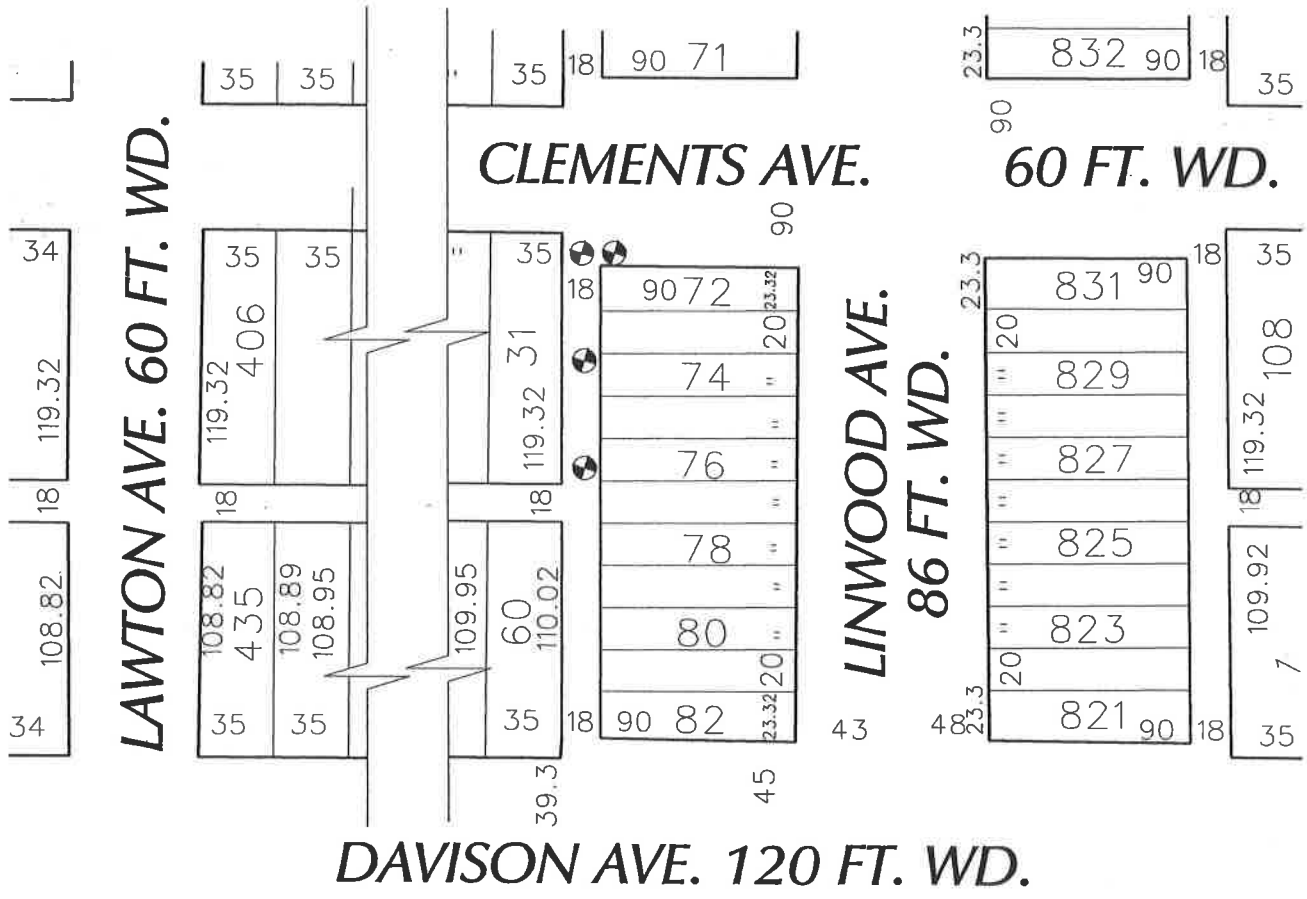 35 35 " 35 18 90 71 23.3 832 90 18 35
90
CLEMENTS AVE. 60 FT. WD.
LAWTON AVE. 60 FT. WD.
90
34 35 35 " 35 18 35
18 90 72 23.32 23.3 831 90
119.32 119.32 406 119.32 31 20 20 119.32 108
74 " " 829
" "
76 " " 827
18 18 18 " " 18
78 " " 825
" "
80 " " 823
20 20
108.82 108.82 435 108.89 108.95 109.95 60 110.02 109.92 7
LINWOOD AVE.
86 FT. WD.
34 35 35 35 18 90 82 23.32 43 48 23.3 821 90 18 35
39.3 45
DAVISON AVE. 120 FT. WD.